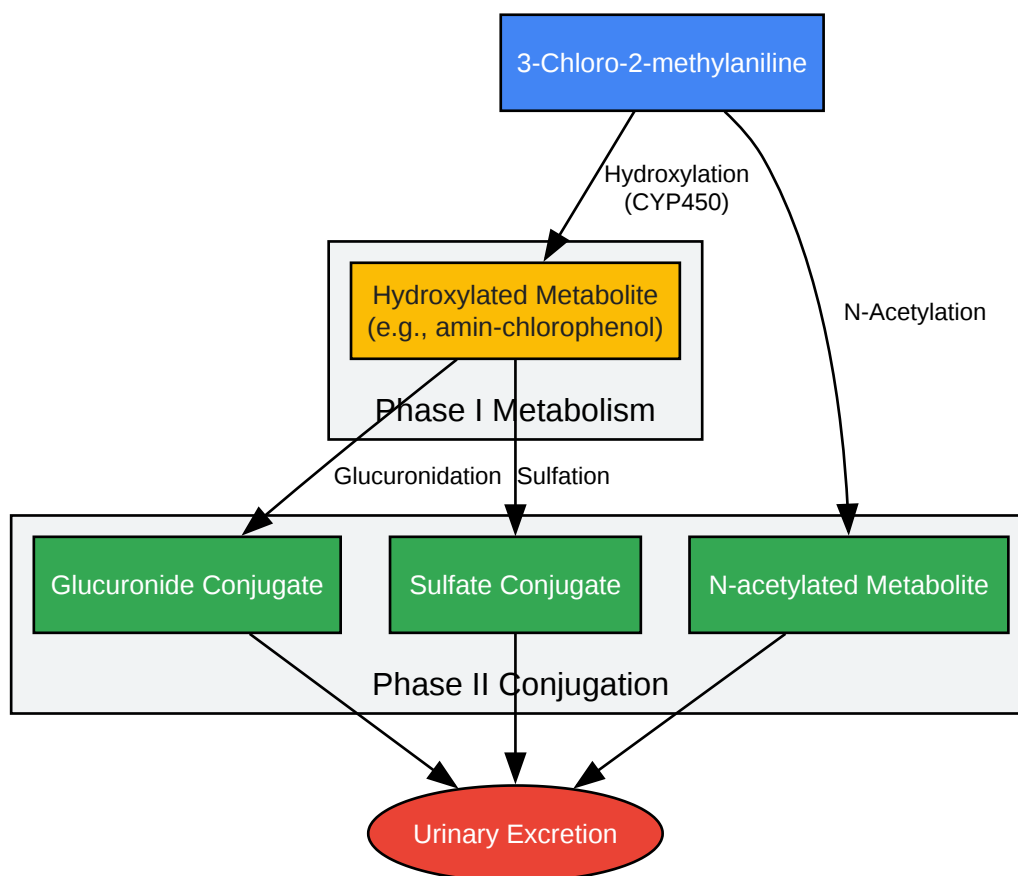 3-Chloro-2-methylaniline
Hydroxylation
(CYP450)
N-Acetylation
Hydroxylated Metabolite
(e.g., amin-chlorophenol)
Phase I Metabolism
Glucuronidation
Sulfation
Glucuronide Conjugate
Sulfate Conjugate
N-acetylated Metabolite
Phase II Conjugation
Urinary Excretion